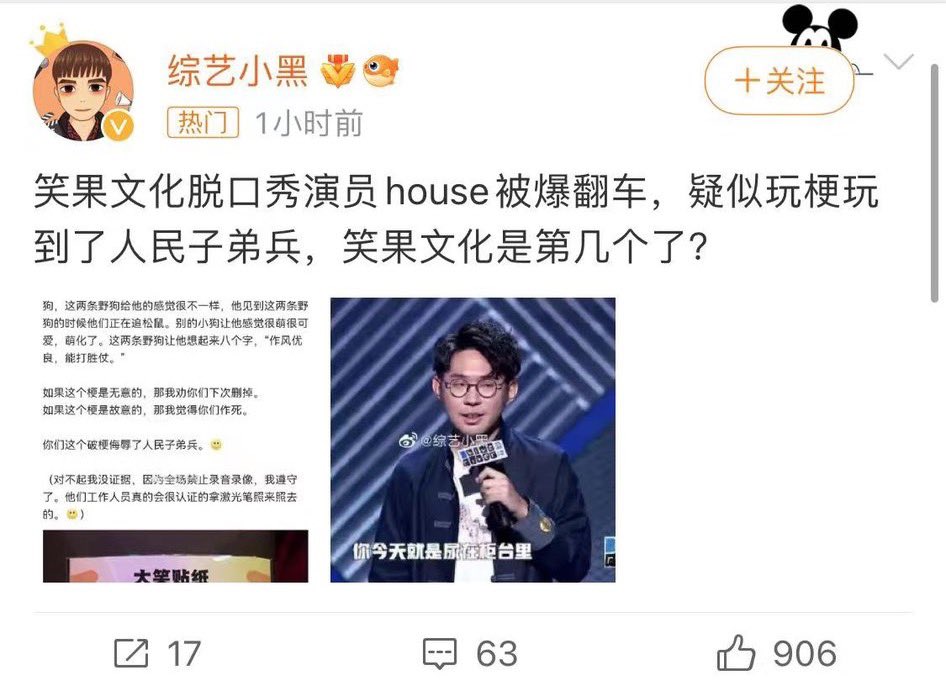 综艺小黑
+关注
热门 1小时前
笑果文化脱口秀演员house被爆翻车，疑似玩梗玩
到了人民子弟兵，笑果文化是第几个了？
狗，这两条野狗给他的感觉很不一样，他见到这两条野
狗的时候他们正在追松鼠。别的小狗让他感觉很萌很可
爱，萌化了。这两条野狗让他想起来八个字，“作风优
良，能打胜仗。”
如果这个梗是无意的，那我劝你们下次删掉。
如果这个梗是故意的，那我觉得你们作死。
你们这个破梗侮辱了人民子弟兵。
（对不起我没证据，因为全场禁止录音录像，我遵守
了。他们工作人员真的会很认证的拿激光笔照来照去
的。）
大笑贴纸
@综艺小黑
你今天就是尿在柜台里
17
63
906